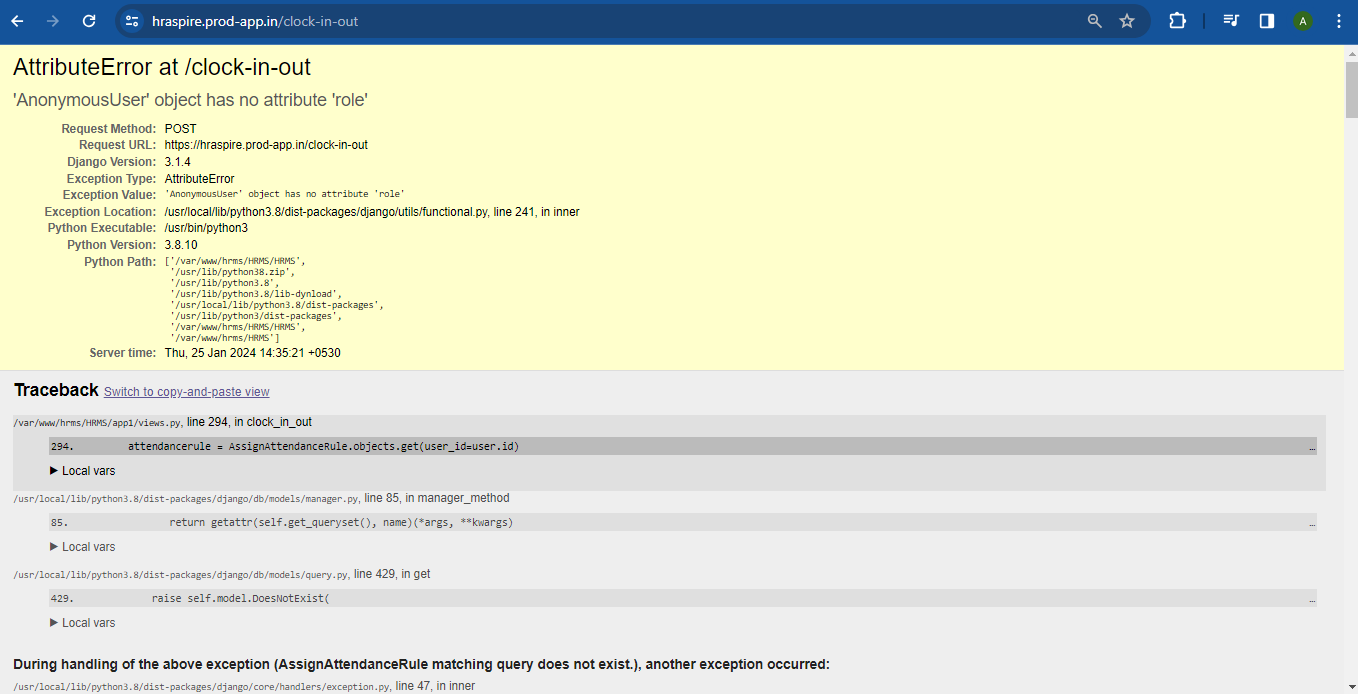 hraspire.prod-app.in/clock-in-out
A
AttributeError at /clock-in-out
'AnonymousUser' object has no attribute 'role'
Request Method: POST
Request URL: https://hraspire.prod-app.in/clock-in-out
Django Version: 3.1.4
Exception Type: AttributeError
Exception Value: 'AnonymousUser' object has no attribute 'role'
Exception Location: /usr/local/lib/python3.8/dist-packages/django/utils/functional.py, line 241, in inner
Python Executable: /usr/bin/python3
Python Version: 3.8.10
Python Path: ['/var/www/hrms/HRMS/HRMS',
'/usr/lib/python38.zip',
'/usr/lib/python3.8',
'/usr/lib/python3.8/lib-dynload',
'/usr/local/lib/python3.8/dist-packages',
'/usr/lib/python3/dist-packages',
'/var/www/hrms/HRMS/HRMS',
'/var/www/hrms/HRMS']
Server time: Thu, 25 Jan 2024 14:35:21 +0530
Traceback Switch to copy-and-paste view
/var/www/hrms/HRMS/app1/views.py, line 294, in clock_in_out
294. attendancerule = AssignAttendanceRule.objects.get(user_id=user.id) …
▶ Local vars
/usr/local/lib/python3.8/dist-packages/django/db/models/manager.py, line 85, in manager_method
85. return getattr(self.get_queryset(), name)(*args, **kwargs) …
▶ Local vars
/usr/local/lib/python3.8/dist-packages/django/db/models/query.py, line 429, in get
429. raise self.model.DoesNotExist( …
▶ Local vars
During handling of the above exception (AssignAttendanceRule matching query does not exist.), another exception occurred:
/usr/local/lib/python3.8/dist-packages/django/core/handlers/exception.py, line 47, in inner